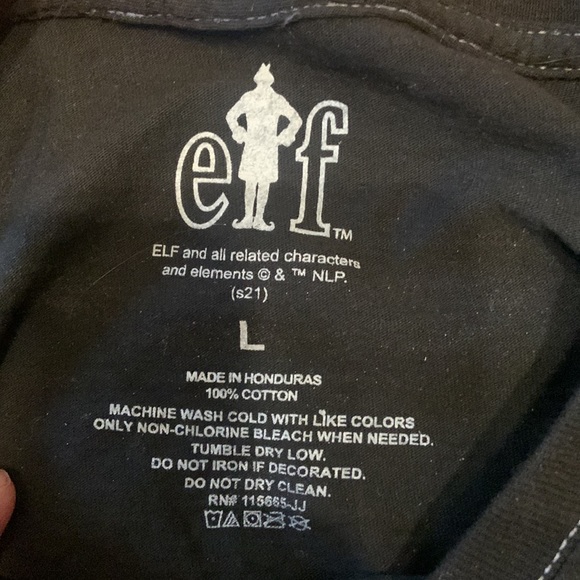 elf™
ELF and all related characters
and elements © & ™ NLP.
(s21)
L
MADE IN HONDURAS
100% COTTON
MACHINE WASH COLD WITH LIKE COLORS
ONLY NON-CHLORINE BLEACH WHEN NEEDED.
TUMBLE DRY LOW.
DO NOT IRON IF DECORATED.
DO NOT DRY CLEAN.
RN# 115665-JJ